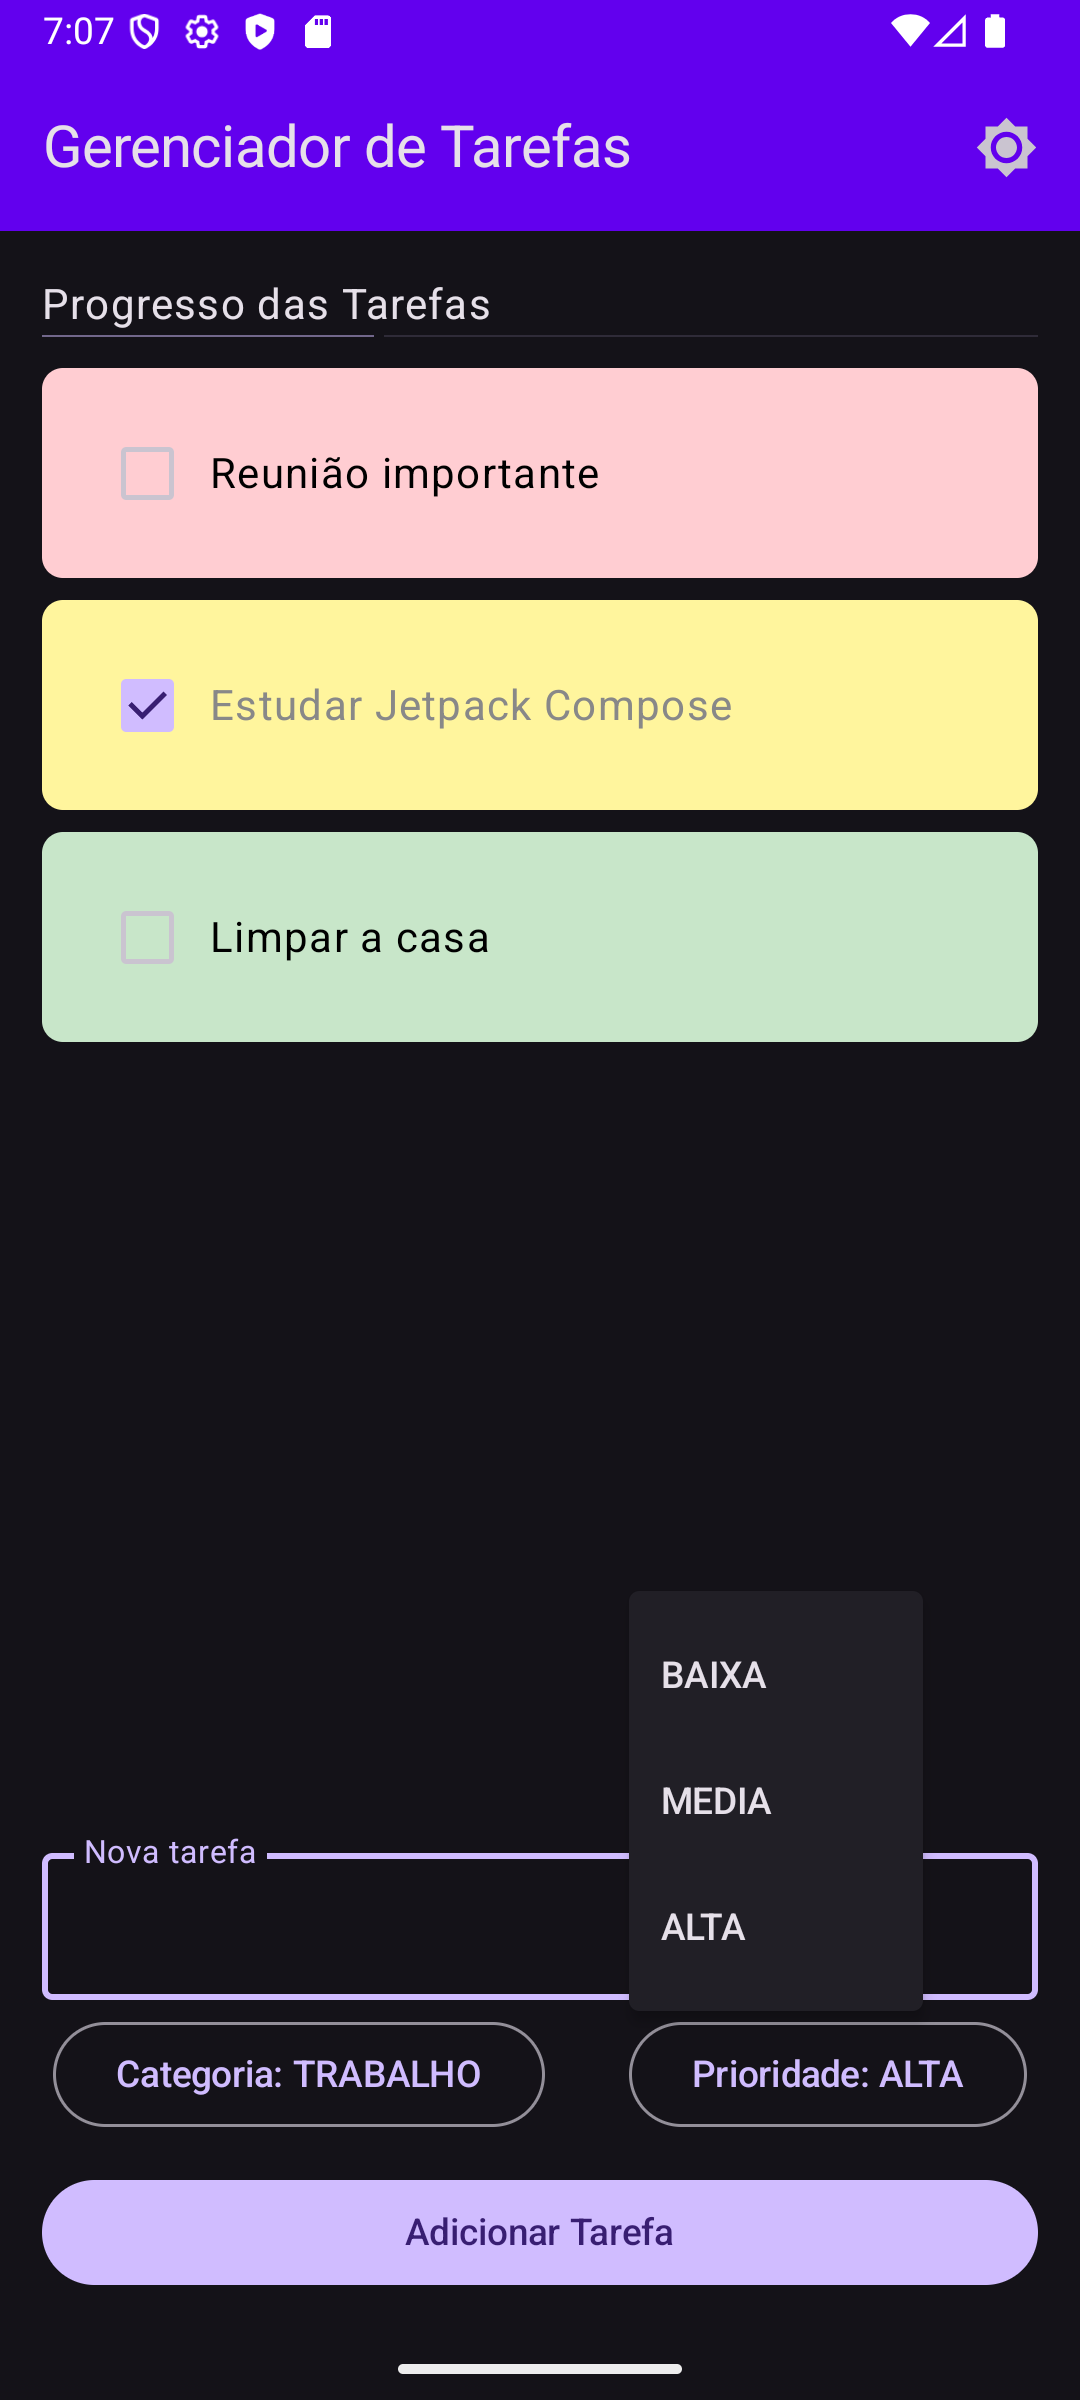 7:07
Gerenciador de Tarefas
Progresso das Tarefas
Reunião importante
Estudar Jetpack Compose
Limpar a casa
BAIXA
MEDIA
ALTA
Nova tarefa
Categoria: TRABALHO
Prioridade: ALTA
Adicionar Tarefa